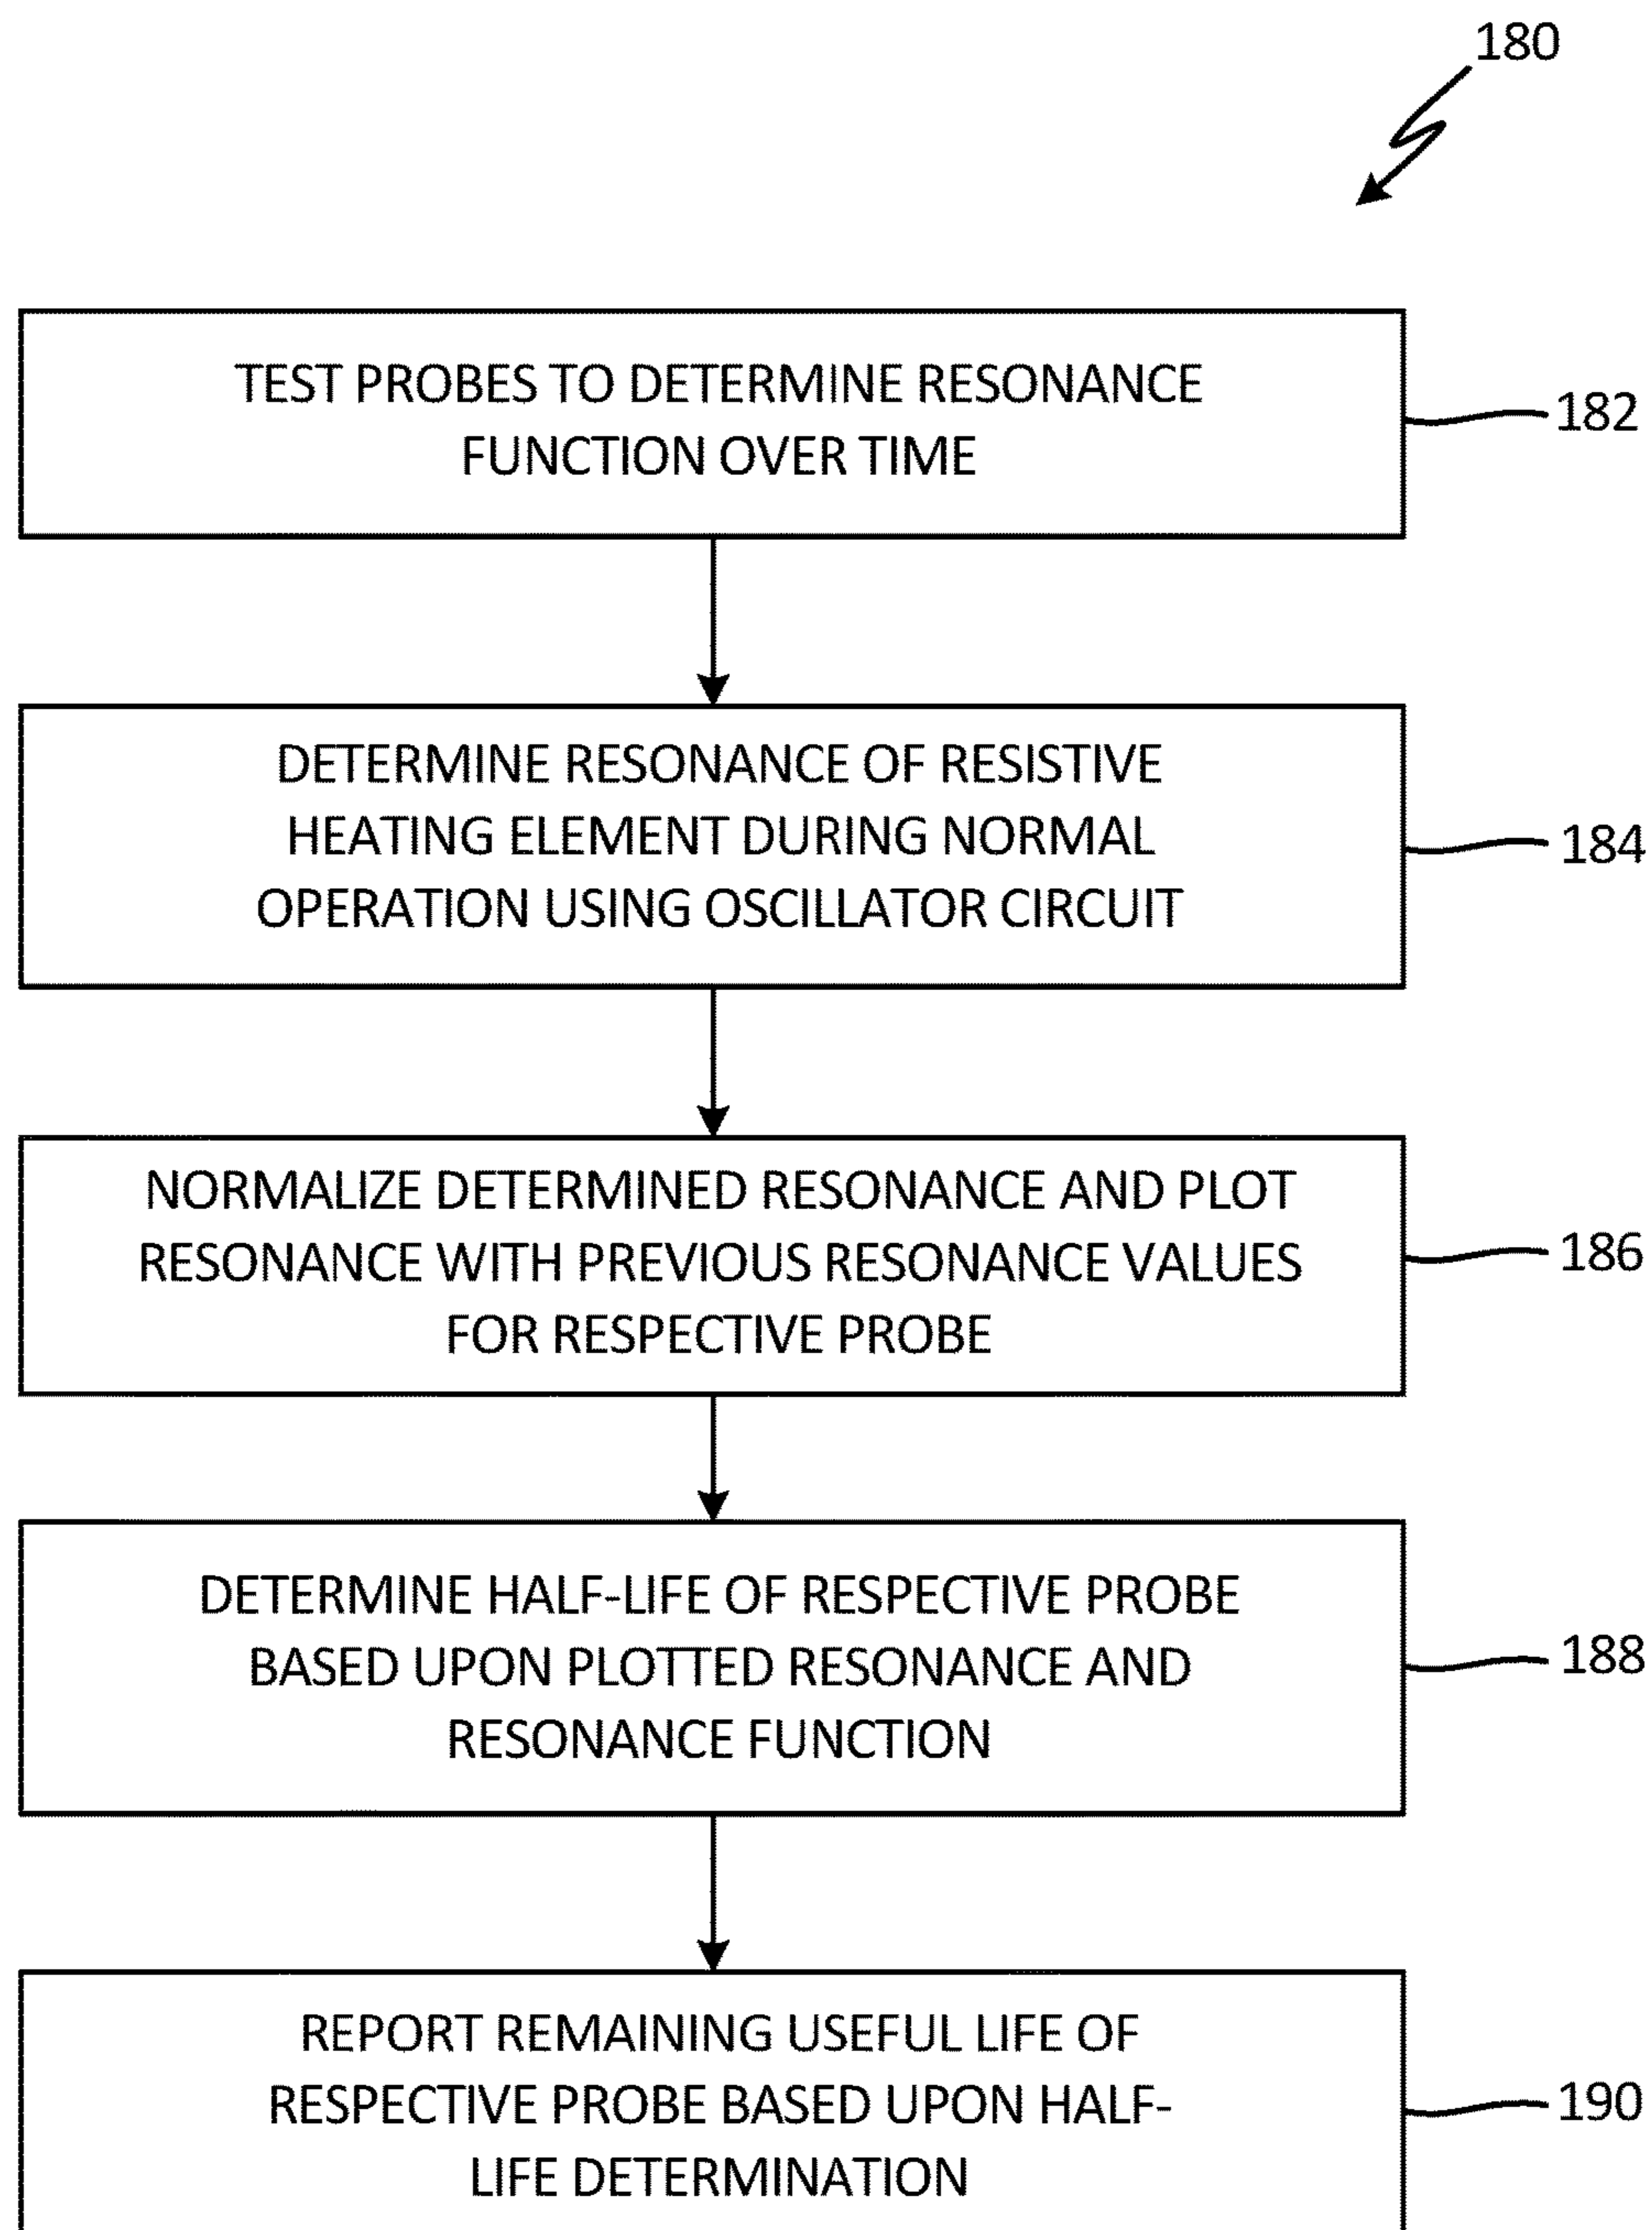 180
TEST PROBES TO DETERMINE RESONANCE
FUNCTION OVER TIME
182
DETERMINE RESONANCE OF RESISTIVE
HEATING ELEMENT DURING NORMAL
OPERATION USING OSCILLATOR CIRCUIT
184
NORMALIZE DETERMINED RESONANCE AND PLOT
RESONANCE WITH PREVIOUS RESONANCE VALUES
FOR RESPECTIVE PROBE
186
DETERMINE HALF-LIFE OF RESPECTIVE PROBE
BASED UPON PLOTTED RESONANCE AND
RESONANCE FUNCTION
188
REPORT REMAINING USEFUL LIFE OF
RESPECTIVE PROBE BASED UPON HALF-
LIFE DETERMINATION
190